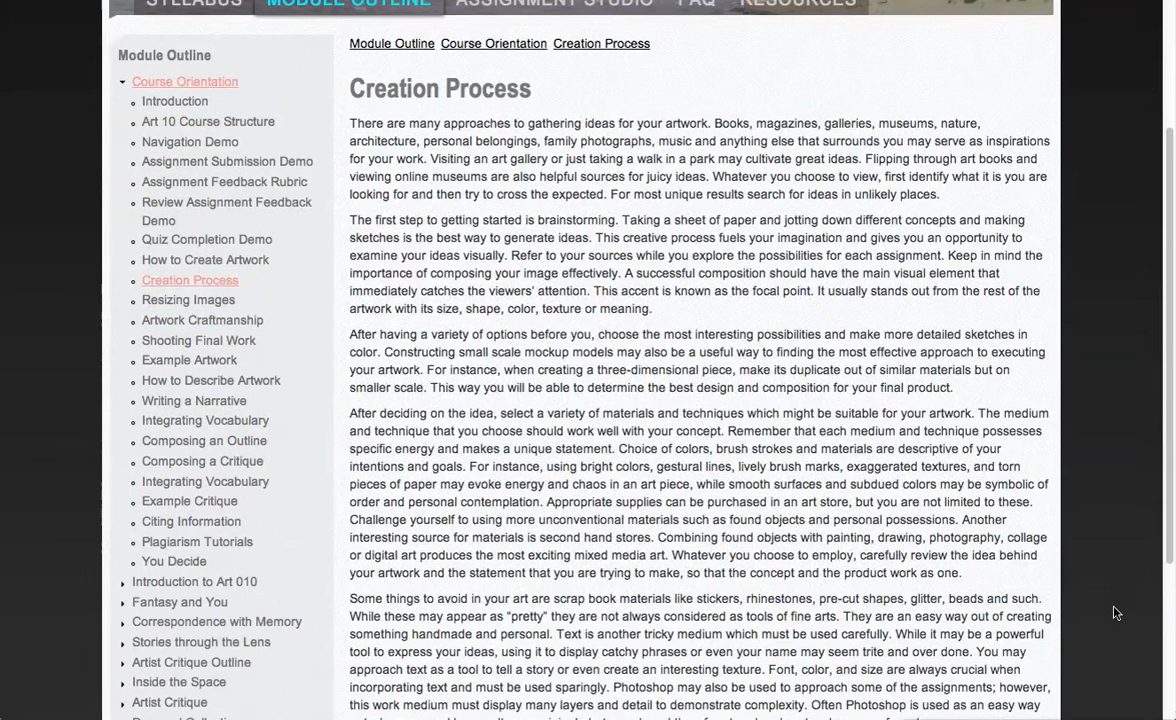 SYLLABUS MODULE OUTLINE ASSIGNMENT STUDIO FAQ RESOURCES
Module Outline
Course Orientation
Introduction
Art 10 Course Structure
Navigation Demo
Assignment Submission Demo
Assignment Feedback Rubric
Review Assignment Feedback
Demo
Quiz Completion Demo
How to Create Artwork
Creation Process
Resizing Images
Artwork Craftmanship
Shooting Final Work
Example Artwork
How to Describe Artwork
Writing a Narrative
Integrating Vocabulary
Composing an Outline
Composing a Critique
Integrating Vocabulary
Example Critique
Citing Information
Plagiarism Tutorials
You Decide
Introduction to Art 010
Fantasy and You
Correspondence with Memory
Stories through the Lens
Artist Critique Outline
Inside the Space
Artist Critique
Module Outline Course Orientation Creation Process
Creation Process
There are many approaches to gathering ideas for your artwork. Books, magazines, galleries, museums, nature,
architecture, personal belongings, family photographs, music and anything else that surrounds you may serve as inspirations
for your work. Visiting an art gallery or just taking a walk in a park may cultivate great ideas. Flipping through art books and
viewing online museums are also helpful sources for juicy ideas. Whatever you choose to view, first identify what it is you are
looking for and then try to cross the expected. For most unique results search for ideas in unlikely places.
The first step to getting started is brainstorming. Taking a sheet of paper and jotting down different concepts and making
sketches is the best way to generate ideas. This creative process fuels your imagination and gives you an opportunity to
examine your ideas visually. Refer to your sources while you explore the possibilities for each assignment. Keep in mind the
importance of composing your image effectively. A successful composition should have the main visual element that
immediately catches the viewers' attention. This accent is known as the focal point. It usually stands out from the rest of the
artwork with its size, shape, color, texture or meaning.
After having a variety of options before you, choose the most interesting possibilities and make more detailed sketches in
color. Constructing small scale mockup models may also be a useful way to finding the most effective approach to executing
your artwork. For instance, when creating a three-dimensional piece, make its duplicate out of similar materials but on
smaller scale. This way you will be able to determine the best design and composition for your final product.
After deciding on the idea, select a variety of materials and techniques which might be suitable for your artwork. The medium
and technique that you choose should work well with your concept. Remember that each medium and technique possesses
specific energy and makes a unique statement. Choice of colors, brush strokes and materials are descriptive of your
intentions and goals. For instance, using bright colors, gestural lines, lively brush marks, exaggerated textures, and torn
pieces of paper may evoke energy and chaos in an art piece, while smooth surfaces and subdued colors may be symbolic of
order and personal contemplation. Appropriate supplies can be purchased in an art store, but you are not limited to these.
Challenge yourself to using more unconventional materials such as found objects and personal possessions. Another
interesting source for materials is second hand stores. Combining found objects with painting, drawing, photography, collage
or digital art produces the most exciting mixed media art. Whatever you choose to employ, carefully review the idea behind
your artwork and the statement that you are trying to make, so that the concept and the product work as one.
Some things to avoid in your art are scrap book materials like stickers, rhinestones, pre-cut shapes, glitter, beads and such.
While these may appear as "pretty" they are not always considered as tools of fine arts. They are an easy way out of creating
something handmade and personal. Text is another tricky medium which must be used carefully. While it may be a powerful
tool to express your ideas, using it to display catchy phrases or even your name may seem trite and over done. You may
approach text as a tool to tell a story or even create an interesting texture. Font, color, and size are always crucial when
incorporating text and must be used sparingly. Photoshop may also be used to approach some of the assignments; however,
this work medium must display many layers and detail to demonstrate complexity. Often Photoshop is used as an easy way